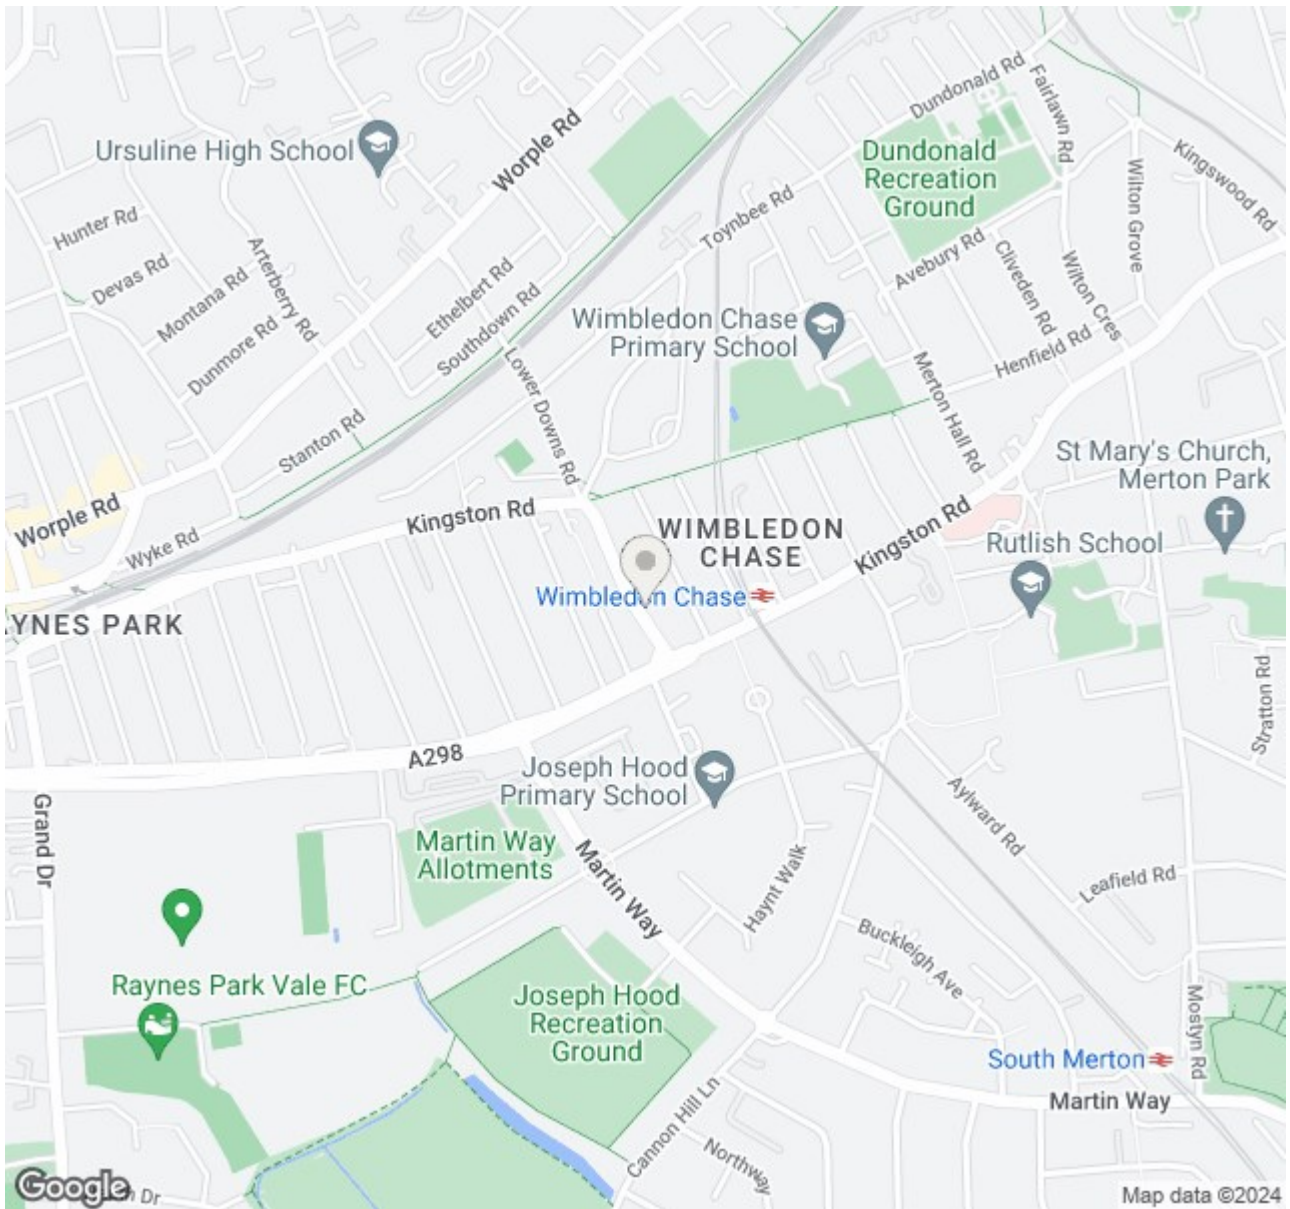 Dundonald Rd
Fairlawn Rd
Worple Rd
Ursuline High School
Dundonald
Recreation
Ground
Kingswood Rd
Wilton Grove
Toynbee Rd
Hunter Rd
Arterberry Rd
Devas Rd
Montana Rd
Avebury Rd
Cliveden Rd
Wilton Cres
Ethelbert Rd
Southdown Rd
Dunmore Rd
Wimbledon Chase
Primary School
Henfield Rd
Lower Downs Rd
Merton Hall Rd
Stanton Rd
St Mary's Church,
Merton Park
Worple Rd
Kingston Rd
Wyke Rd
WIMBLEDON
CHASE
Kingston Rd
Rutlish School
Wimbledon Chase
YNES PARK
Stratton Rd
A298
Joseph Hood
Primary School
Aylward Rd
Grand Dr
Martin Way
Allotments
Martin Way
Haynt Walk
Leafield Rd
Buckleigh Ave
Raynes Park Vale FC
Joseph Hood
Recreation
Ground
Mostyn Rd
South Merton
Martin Way
Cannon Hill Ln
Northway
Google
Dr
Map data ©2024